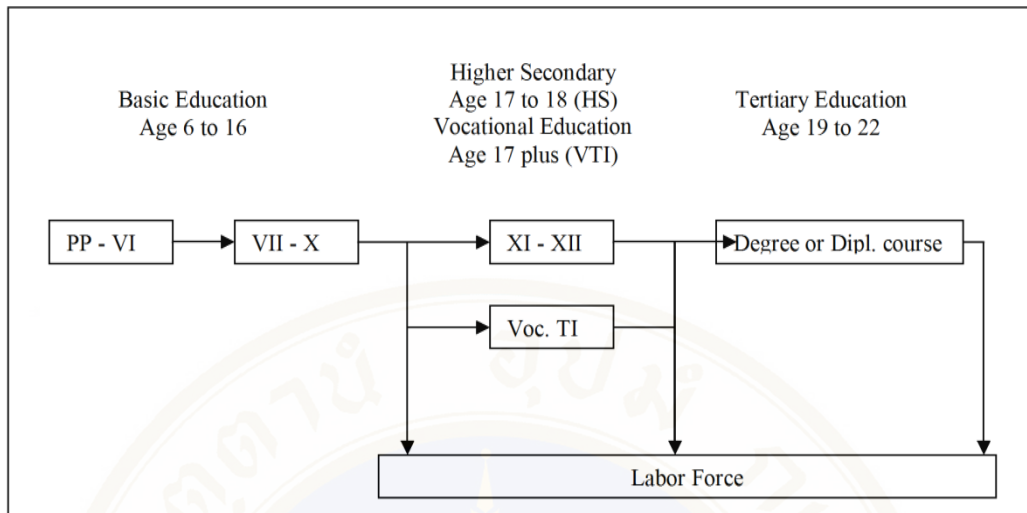 Basic Education
Age 6 to 16
Higher Secondary
Age 17 to 18 (HS)
Vocational Education
Age 17 plus (VTI)
Tertiary Education
Age 19 to 22
PP - VI
VII - X
XI - XII
Degree or Dipl. course
Voc. TI
Labor Force